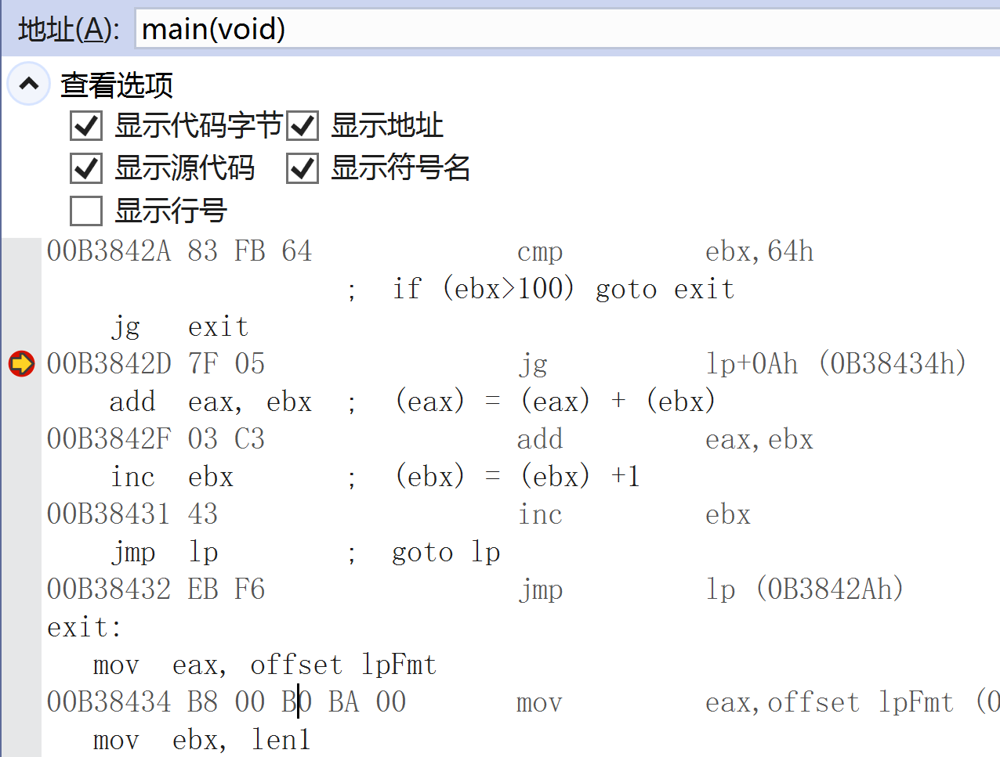 地址(A): main(void)
查看选项
显示代码字节 显示地址
显示源代码 显示符号名
显示行号
00B3842A 83 FB 64 cmp ebx,64h
; if (ebx>100) goto exit
jg exit
00B3842D 7F 05 jg lp+0Ah (0B38434h)
add eax, ebx ; (eax) = (eax) + (ebx)
00B3842F 03 C3 add eax,ebx
inc ebx ; (ebx) = (ebx) +1
00B38431 43 inc ebx
jmp lp ; goto lp
00B38432 EB F6 jmp lp (0B3842Ah)
exit:
mov eax, offset lpFmt
00B38434 B8 00 B0 BA 00 mov eax,offset lpFmt (0
mov ebx, len1